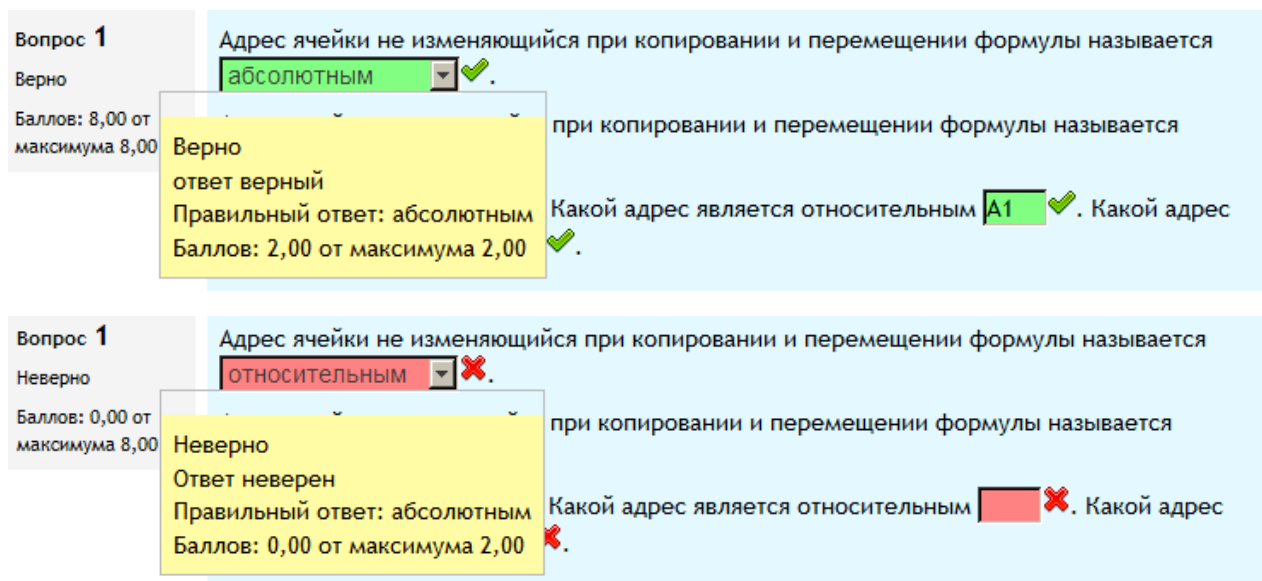 Вопрос 1
Верно
Баллов: 8,00 от
максимума 8,00
Адрес ячейки не изменяющийся при копировании и перемещении формулы называется
абсолютным .
при копировании и перемещении формулы называется
Верно
ответ верный
Правильный ответ: абсолютным
Баллов: 2,00 от максимума 2,00
Какой адрес является относительным A1 . Какой адрес
.
Вопрос 1
Неверно
Баллов: 0,00 от
максимума 8,00
Адрес ячейки не изменяющийся при копировании и перемещении формулы называется
относительным .
при копировании и перемещении формулы называется
Неверно
Ответ неверен
Правильный ответ: абсолютным
Баллов: 0,00 от максимума 2,00
Какой адрес является относительным . Какой адрес
.